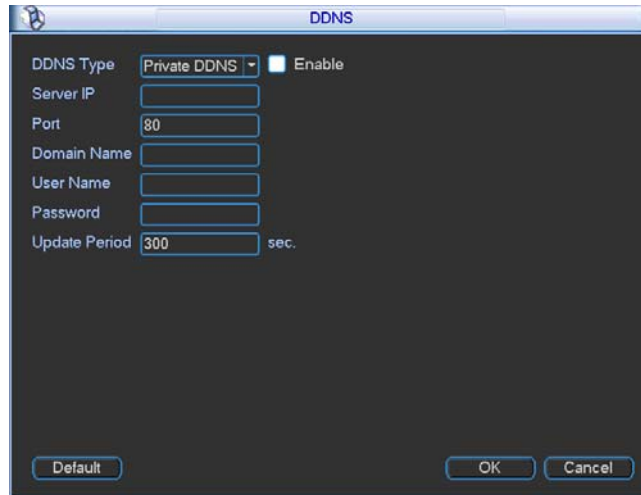 DDNS
DDNS Type Private DDNS Enable
Server IP
Port 80
Domain Name
User Name
Password
Update Period 300 sec.
Default OK Cancel